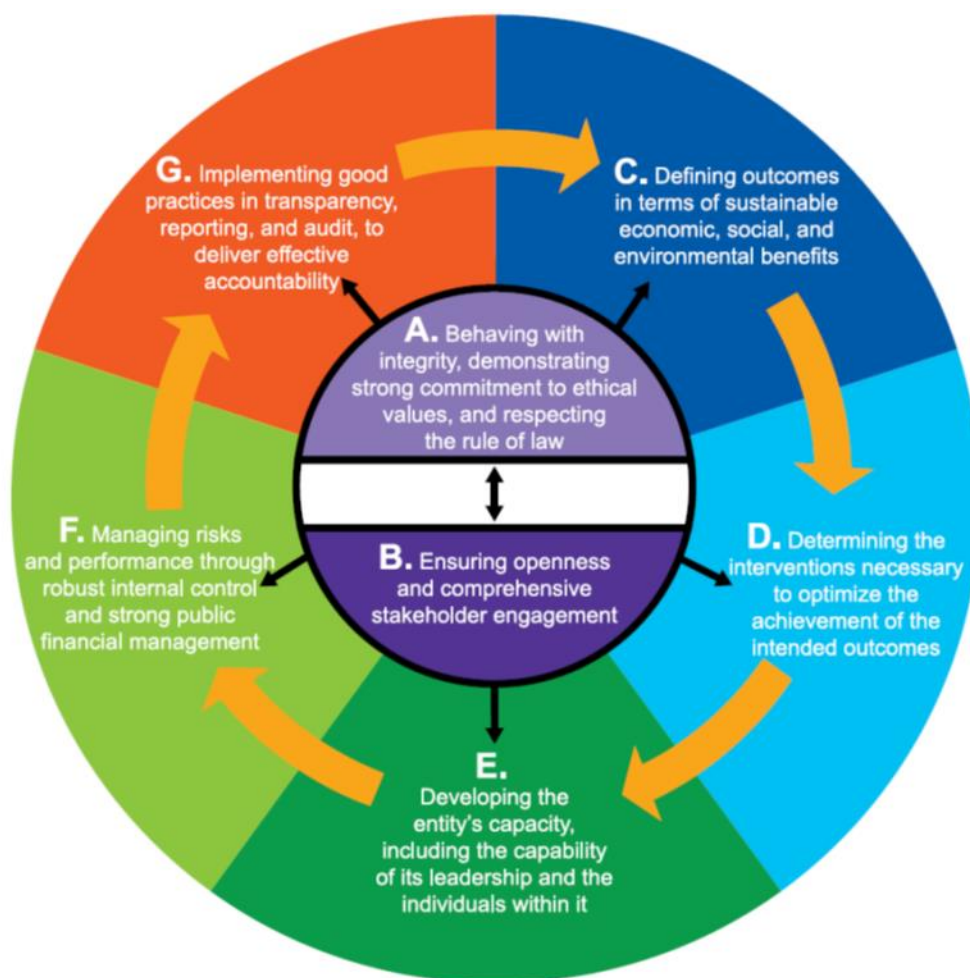 A. Behaving with
integrity, demonstrating
strong commitment to ethical
values, and respecting
the rule of law
B. Ensuring openness
and comprehensive
stakeholder engagement
C. Defining outcomes
in terms of sustainable
economic, social, and
environmental benefits
D. Determining the
interventions necessary
to optimize the
achievement of the
intended outcomes
E.
Developing the
entity's capacity,
including the capability
of its leadership and the
individuals within it
F. Managing risks
and performance through
robust internal control
and strong public
financial management
G. Implementing good
practices in transparency,
reporting, and audit, to
deliver effective
accountability